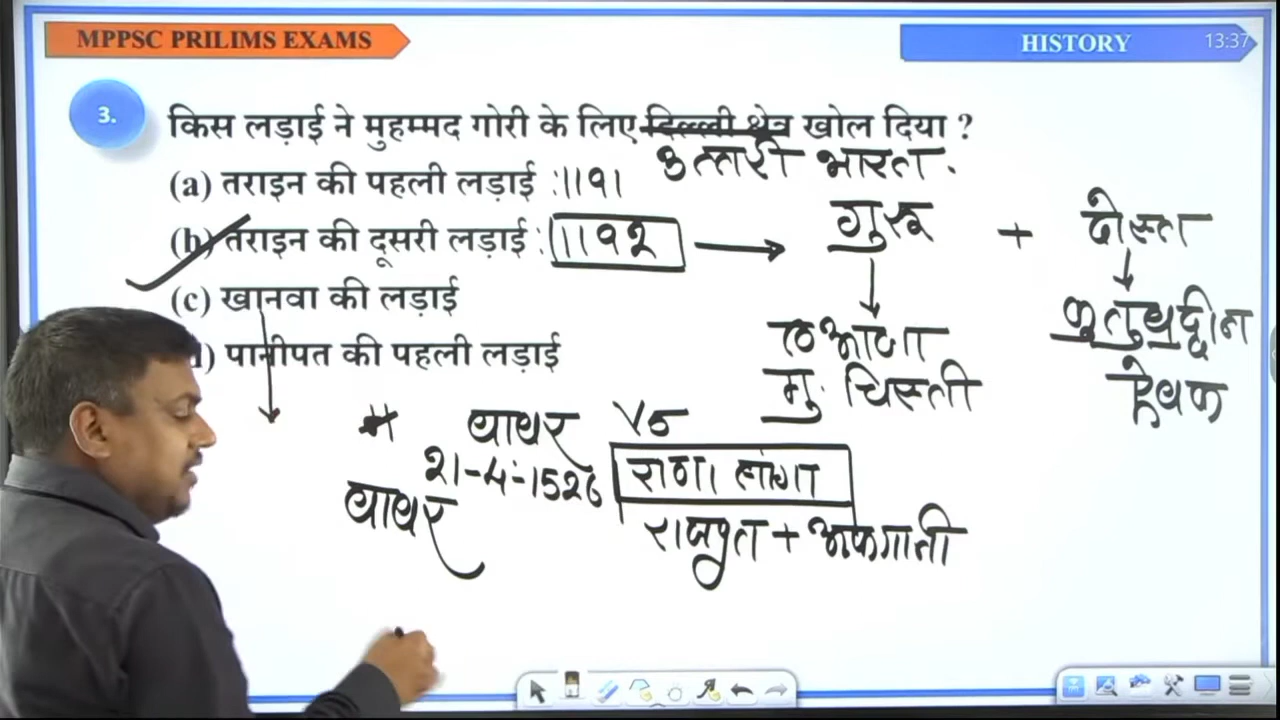 MPPSC PRILIMS EXAMS
HISTORY 13:37
3. किस लड़ाई ने मुहम्मद गोरी के लिए दिल्ली क्षेत्र खोल दिया ?
उत्तरी भारत.
(a) तराइन की पहली लड़ाई :1191
(b) तराइन की दूसरी लड़ाई : 1192 → गुरू + दोस्त
(c) खानवा की लड़ाई
पानीपत की पहली लड़ाई
मु. चिस्ती
कुतुबुद्दीन
ऐबक
बाबर VS
राणा सांगा
21-4-1526
बाबर
राजपुत + अफगानी